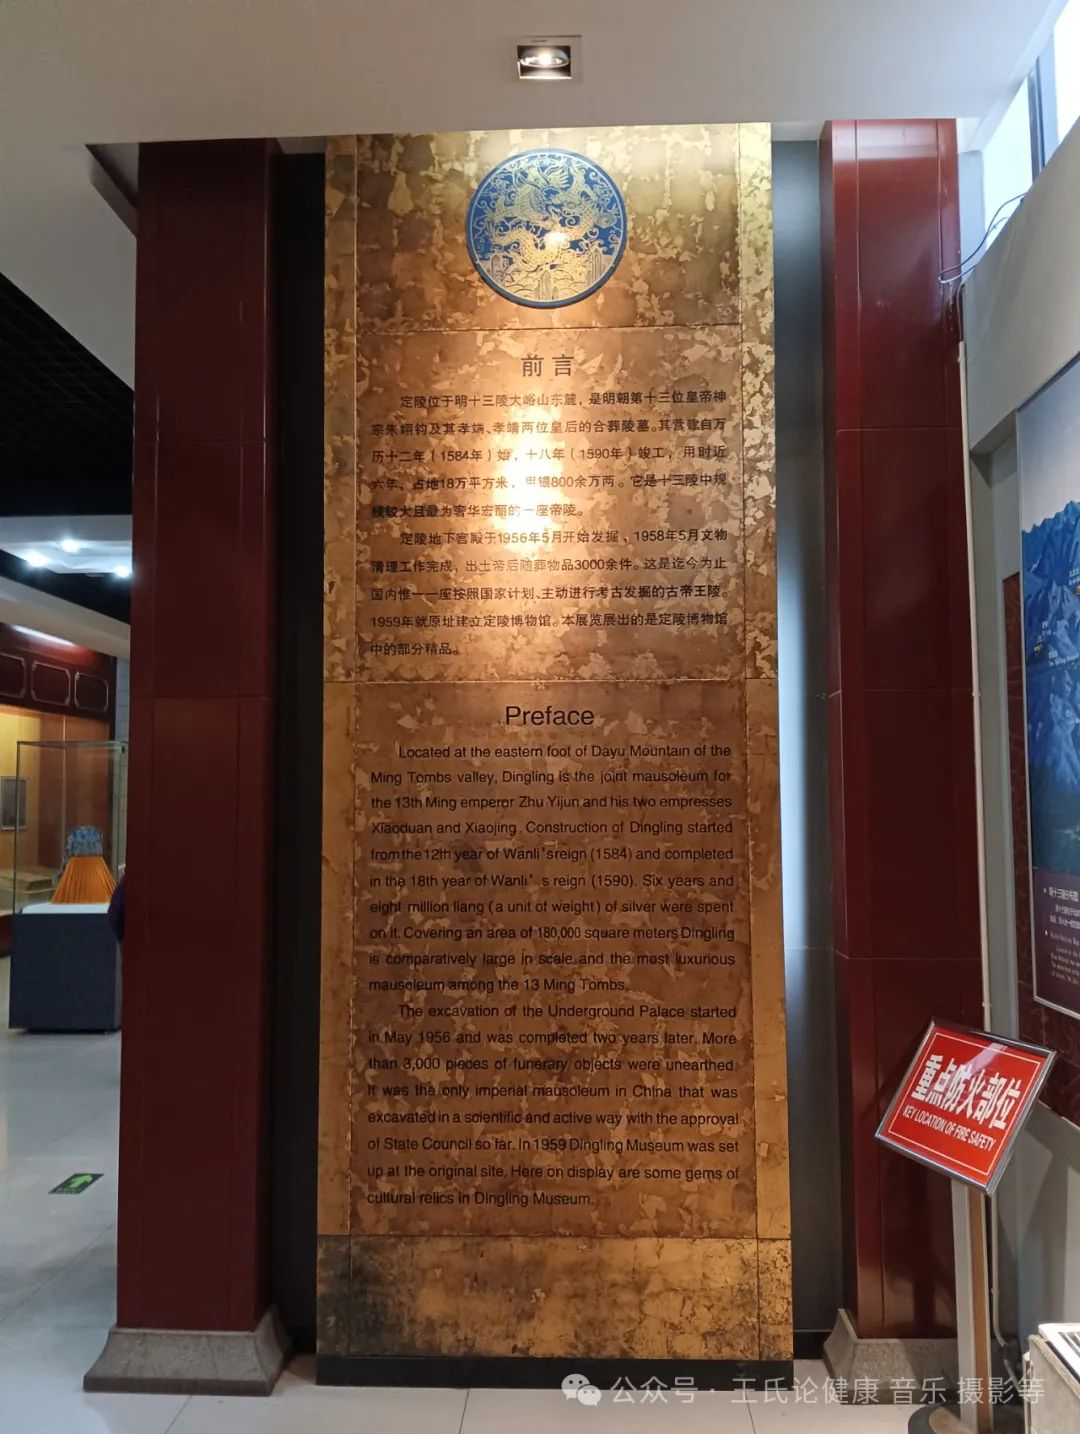 前言
定陵位于明十三陵大峪山东麓，是明朝第十三位皇帝神
宗朱翊钧及其孝端、孝靖两位皇后的合葬陵墓。其营建自万
历十二年（1584年）始，十八年（1590年）竣工，用时近
六年，占地18万平方米，用银800余万两。它是十三陵中规
模较大且最为奢华宏丽的一座帝陵。
定陵地下宫殿于1956年5月开始发掘，1958年5月文物
清理工作完成，出土帝后随葬物品3000余件。这是迄今为止
国内惟一一座按照国家计划、主动进行考古发掘的古帝王陵。
1959年就原址建立定陵博物馆。本展览展出的是定陵博物馆
中的部分精品。
Preface
Located at the eastern foot of Dayu Mountain of the
Ming Tombs valley, Dingling is the joint mausoleum for
the 13th Ming emperor Zhu Yijun and his two empresses
Xiaoduan and Xiaojing. Construction of Dingling started
from the 12th year of Wanli's reign (1584) and completed
in the 18th year of Wanli' s reign (1590). Six years and
eight million liang (a unit of weight) of silver were spent
on it. Covering an area of 180,000 square meters Dingling
is comparatively large in scale and the most luxurious
mausoleum among the 13 Ming Tombs.
The excavation of the Underground Palace started
in May 1956 and was completed two years later. More
than 3,000 pieces of funerary objects were unearthed.
It was the only imperial mausoleum in China that was
excavated in a scientific and active way with the approval
of State Council so far. In 1959 Dingling Museum was set
up at the original site. Here on display are some gems of
cultural relics in Dingling Museum.
重点防火部位
KEY LOCATION OF FIRE SAFETY
明十三陵分布图
公众号 · 王氏论健康 音乐 摄影等